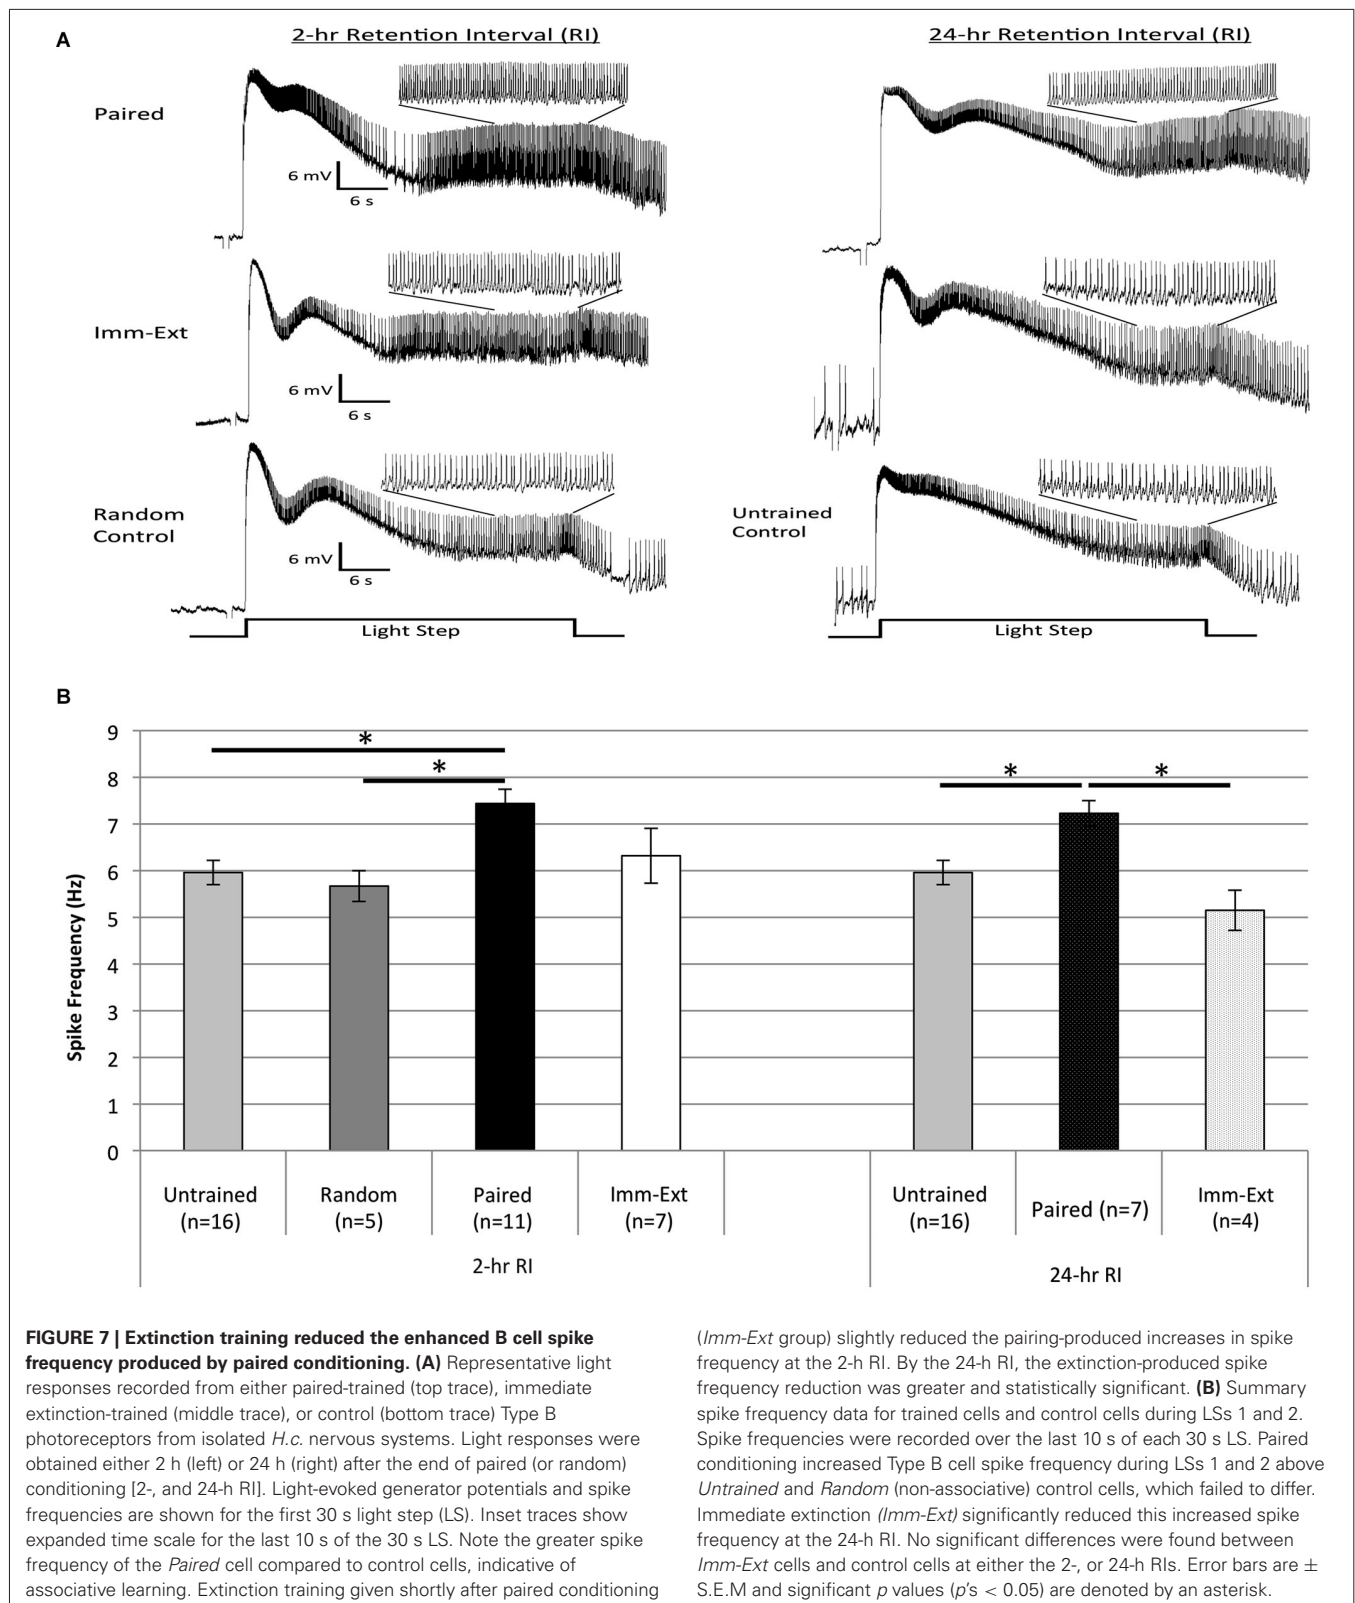 A
2-hr Retention Interval (RI)
24-hr Retention Interval (RI)
Paired
6 mV
6 s
Imm-Ext
6 mV
6 s
Random
Control
6 mV
6 s
Untrained
Control
Light Step
Light Step
B
Spike Frequency (Hz)
9
8
7
6
5
4
3
2
1
0
*
*
*
*
Untrained
(n=16)
Random
(n=5)
Paired
(n=11)
Imm-Ext
(n=7)
Untrained
(n=16)
Paired (n=7)
Imm-Ext
(n=4)
2-hr RI
24-hr RI
FIGURE 7 | Extinction training reduced the enhanced B cell spike
frequency produced by paired conditioning. (A) Representative light
responses recorded from either paired-trained (top trace), immediate
extinction-trained (middle trace), or control (bottom trace) Type B
photoreceptors from isolated H.c. nervous systems. Light responses were
obtained either 2 h (left) or 24 h (right) after the end of paired (or random)
conditioning [2-, and 24-h RI]. Light-evoked generator potentials and spike
frequencies are shown for the first 30 s light step (LS). Inset traces show
expanded time scale for the last 10 s of the 30 s LS. Note the greater spike
frequency of the Paired cell compared to control cells, indicative of
associative learning. Extinction training given shortly after paired conditioning
(Imm-Ext group) slightly reduced the pairing-produced increases in spike
frequency at the 2-h RI. By the 24-h RI, the extinction-produced spike
frequency reduction was greater and statistically significant. (B) Summary
spike frequency data for trained cells and control cells during LSs 1 and 2.
Spike frequencies were recorded over the last 10 s of each 30 s LS. Paired
conditioning increased Type B cell spike frequency during LSs 1 and 2 above
Untrained and Random (non-associative) control cells, which failed to differ.
Immediate extinction (Imm-Ext) significantly reduced this increased spike
frequency at the 24-h RI. No significant differences were found between
Imm-Ext cells and control cells at either the 2-, or 24-h RIs. Error bars are ±
S.E.M and significant p values (p's < 0.05) are denoted by an asterisk.